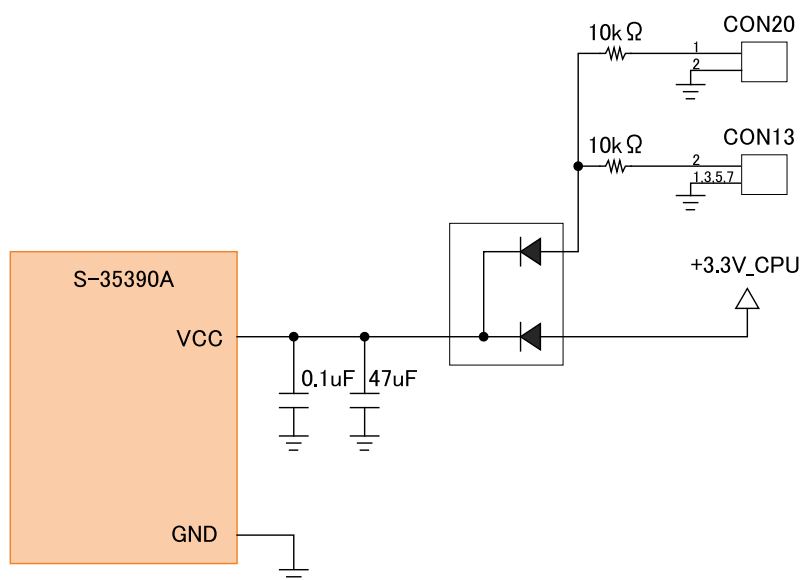 CON20
10kΩ
1
2
CON13
10kΩ
2
1.3.5.7
+3.3V_CPU
S-35390A
VCC
0.1uF
47uF
GND